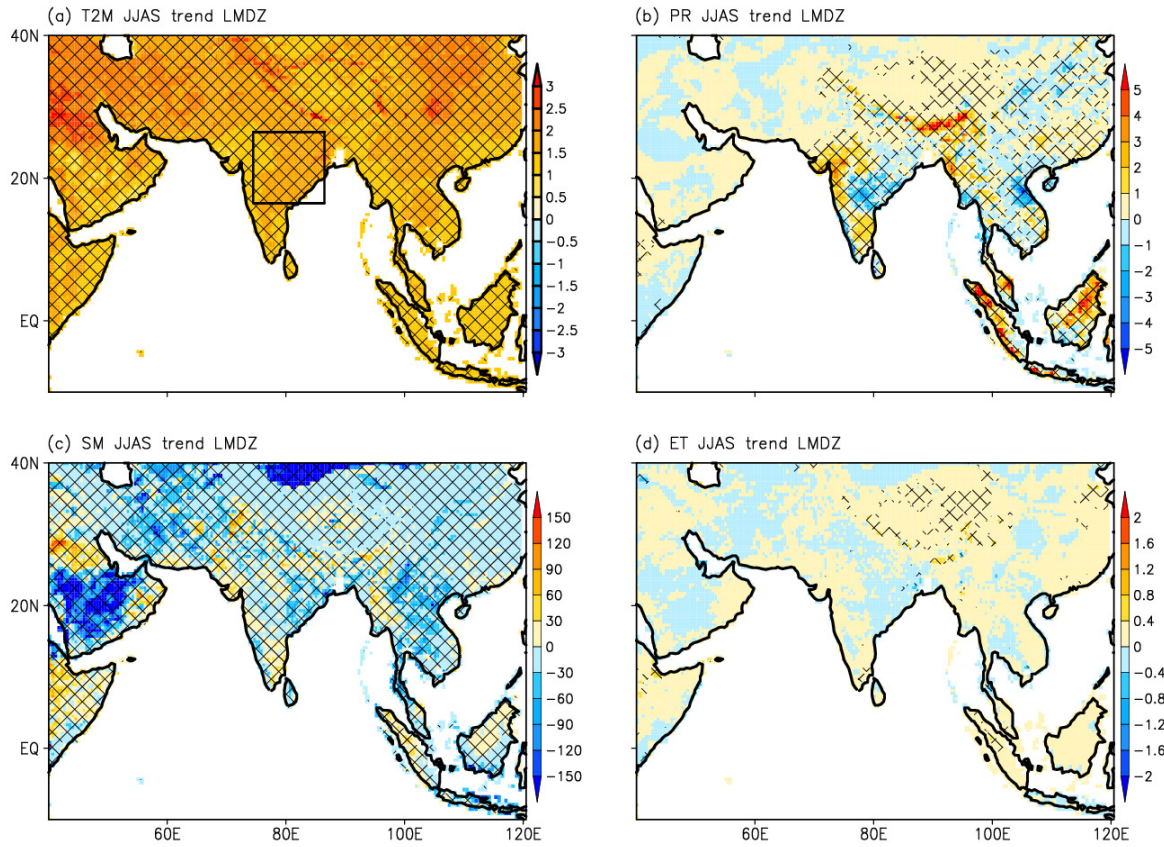 (a) T2M JJAS trend LMDZ
40N
20N
EQ
3
2.5
2
1.5
1
0.5
0
−0.5
−1
−1.5
−2
−2.5
−3
(b) PR JJAS trend LMDZ
5
4
3
2
1
0
−1
−2
−3
−4
−5
(c) SM JJAS trend LMDZ
40N
20N
EQ
60E
80E
100E
120E
150
120
90
60
30
0
−30
−60
−90
−120
−150
(d) ET JJAS trend LMDZ
60E
80E
100E
120E
2
1.6
1.2
0.8
0.4
0
−0.4
−0.8
−1.2
−1.6
−2